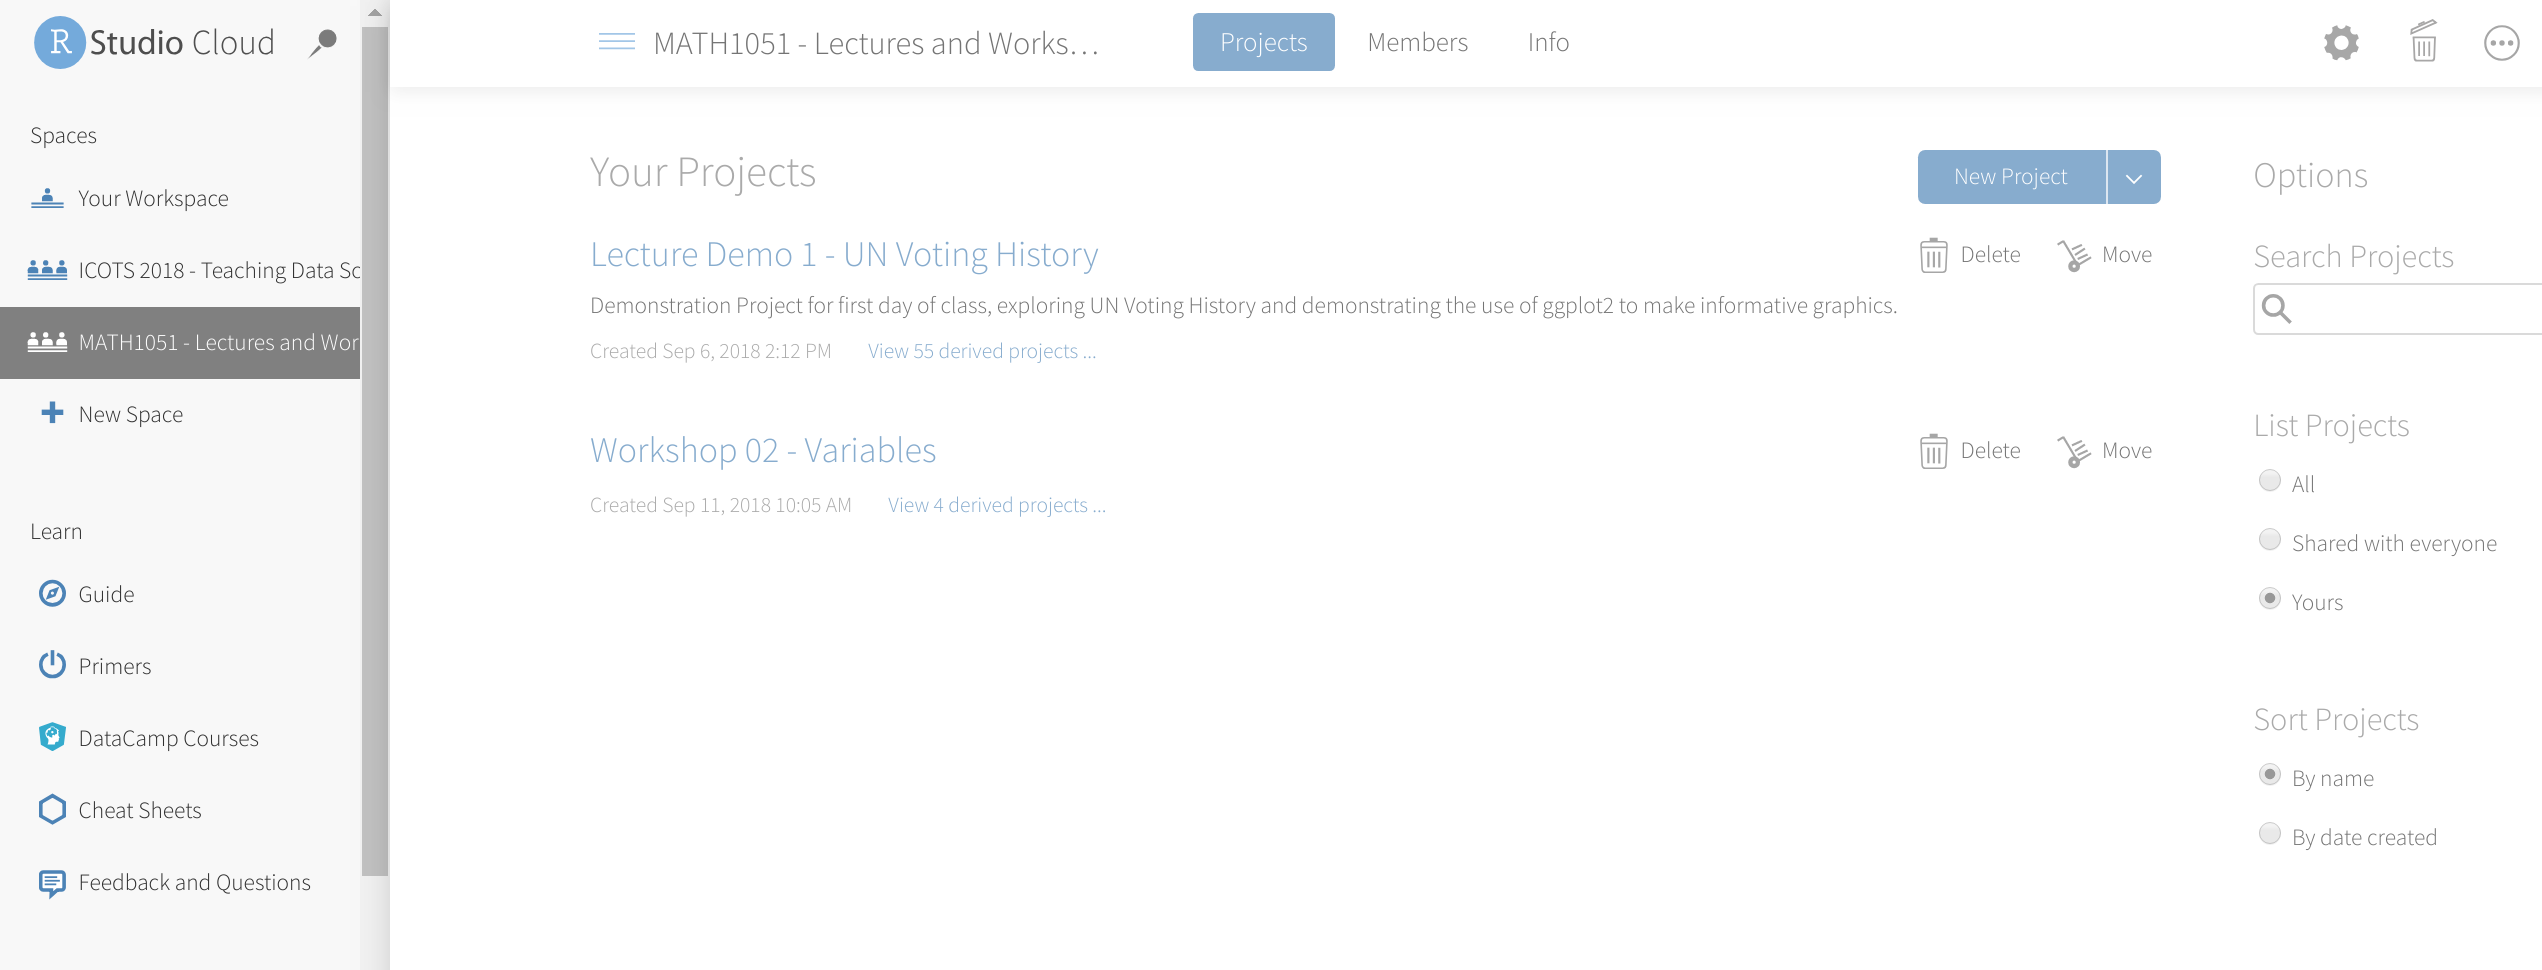 R Studio Cloud
Spaces
Your Workspace
ICOTS 2018 - Teaching Data Sc
MATH1051 - Lectures and Wor
New Space
Learn
Guide
Primers
DataCamp Courses
Cheat Sheets
Feedback and Questions
MATH1051 - Lectures and Works...
Projects
Members
Info
Your Projects
New Project
Lecture Demo 1 - UN Voting History
Delete
Move
Demonstration Project for first day of class, exploring UN Voting History and demonstrating the use of ggplot2 to make informative graphics.
Created Sep 6, 2018 2:12 PM
View 55 derived projects ...
Workshop 02 - Variables
Delete
Move
Created Sep 11, 2018 10:05 AM
View 4 derived projects ...
Options
Search Projects
List Projects
All
Shared with everyone
Yours
Sort Projects
By name
By date created